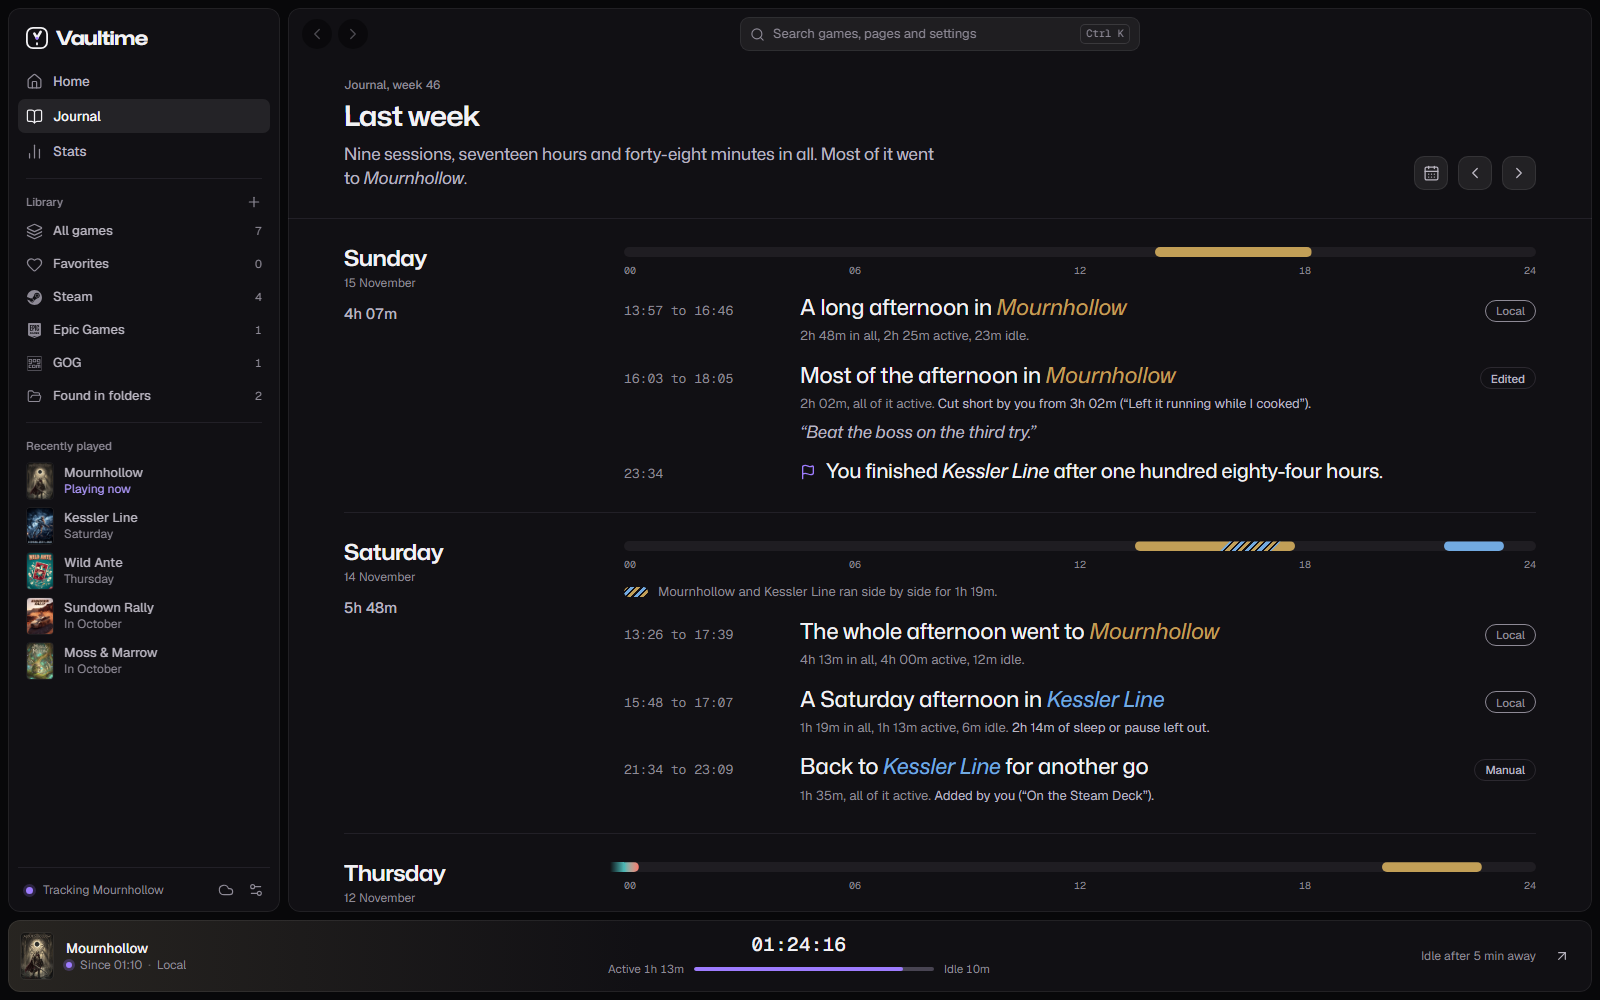 Vaultime
Home
Journal
Stats
Library
All games 7
Favorites 0
Steam 4
Epic Games 1
GOG 1
Found in folders 2
Recently played
Mournhollow
Playing now
Kessler Line
Saturday
Wild Ante
Thursday
Sundown Rally
In October
Moss & Marrow
In October
Tracking Mournhollow
Search games, pages and settings Ctrl K
Journal, week 46
Last week
Nine sessions, seventeen hours and forty-eight minutes in all. Most of it went
to Mournhollow.
Sunday
15 November
4h 07m
00 06 12 18 24
13:57 to 16:46 A long afternoon in Mournhollow Local
2h 48m in all, 2h 25m active, 23m idle.
16:03 to 18:05 Most of the afternoon in Mournhollow Edited
2h 02m, all of it active. Cut short by you from 3h 02m (“Left it running while I cooked”).
“Beat the boss on the third try.”
23:34 You finished Kessler Line after one hundred eighty-four hours.
Saturday
14 November
5h 48m
00 06 12 18 24
Mournhollow and Kessler Line ran side by side for 1h 19m.
13:26 to 17:39 The whole afternoon went to Mournhollow Local
4h 13m in all, 4h 00m active, 12m idle.
15:48 to 17:07 A Saturday afternoon in Kessler Line Local
1h 19m in all, 1h 13m active, 6m idle. 2h 14m of sleep or pause left out.
21:34 to 23:09 Back to Kessler Line for another go Manual
1h 35m, all of it active. Added by you (“On the Steam Deck”).
Thursday
12 November
00 06 12 18 24
Mournhollow
Since 01:10 · Local
01:24:16
Active 1h 13m Idle 10m
Idle after 5 min away